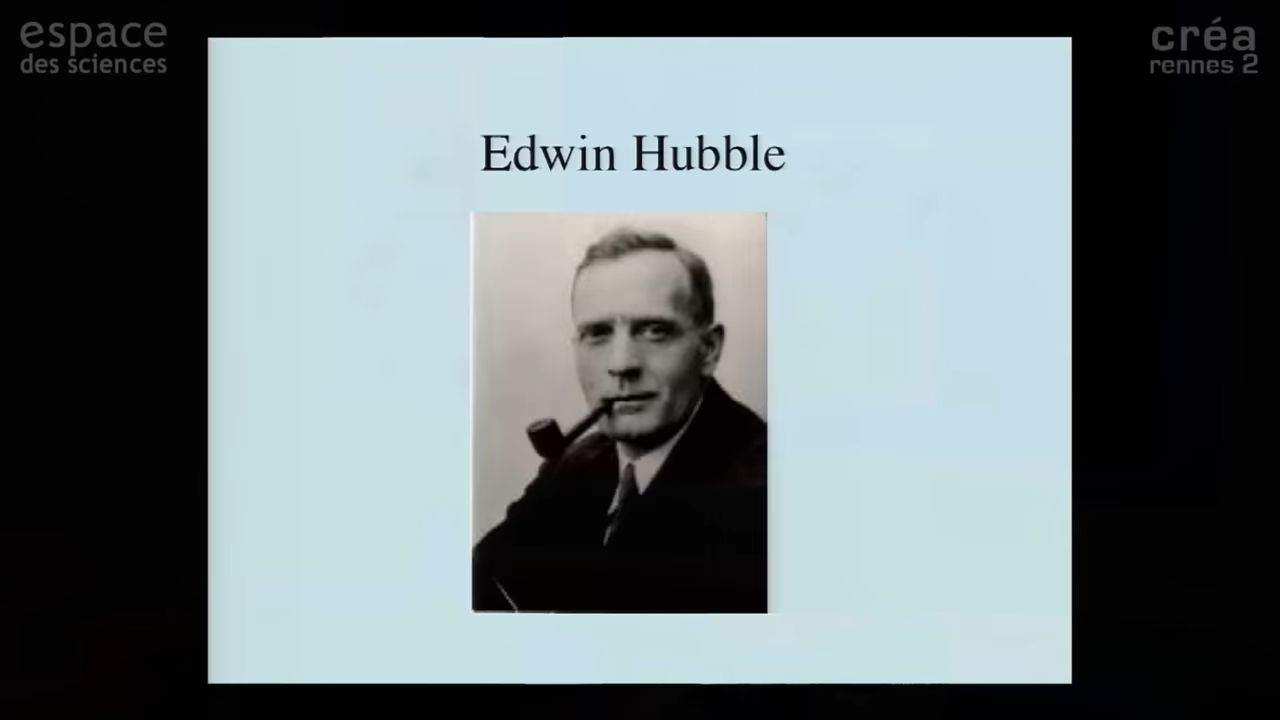 espace
des sciences
créa
rennes 2
Edwin Hubble